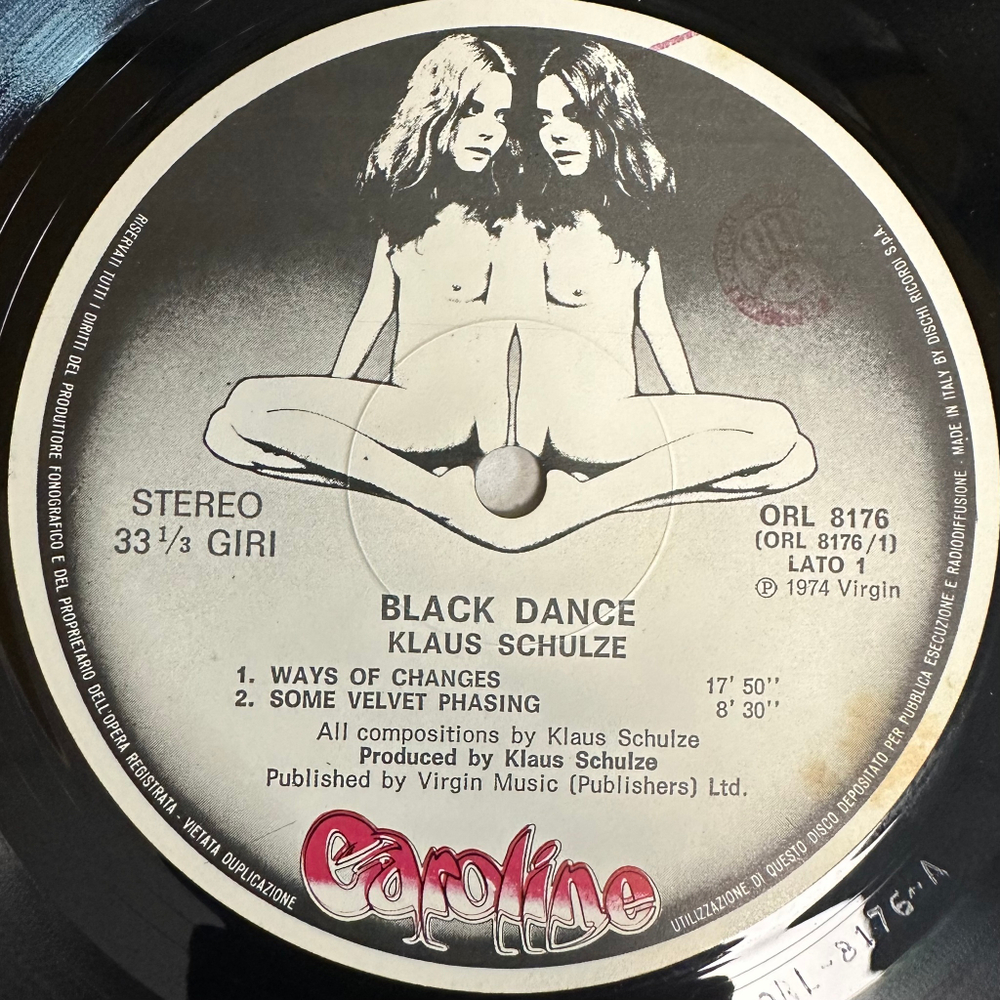 RISERVATI TUTTI I DIRITTI DEL PRODUTTORE FONOGRAFICO E DEL PROPRIETARIO DELL'OPERA REGISTRATA - VIETATA DUPLICAZIONE
UTILIZZAZIONE DI QUESTO DISCO DEPOSITATO PER PUBBLICA ESECUZIONE E RADIODIFFUSIONE - MADE IN ITALY BY DISCHI RICORDI S.p.A.
STEREO
33 1/3 GIRI
ORL 8176
(ORL 8176/1)
LATO 1
Ⓟ 1974 Virgin
BLACK DANCE
KLAUS SCHULZE
1. WAYS OF CHANGES 17' 50''
2. SOME VELVET PHASING 8' 30''
All compositions by Klaus Schulze
Produced by Klaus Schulze
Published by Virgin Music (Publishers) Ltd.
Caroline
8176